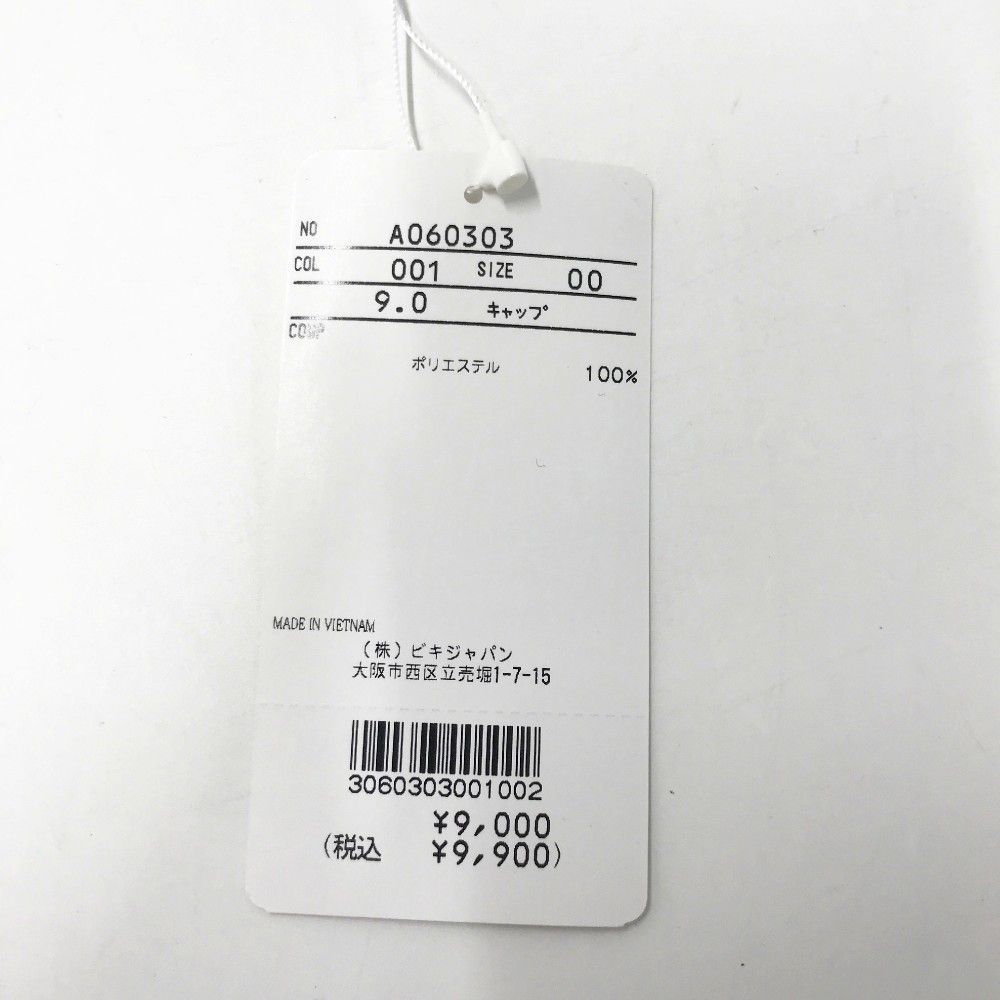 NO A060303
COL 001 SIZE 00
9.0 キャップ
COMP
ポリエステル 100%
MADE IN VIETNAM
(株)ビキジャパン
大阪市西区立売堀1-7-15
3060303001002
¥9,000
(税込 ¥9,900)